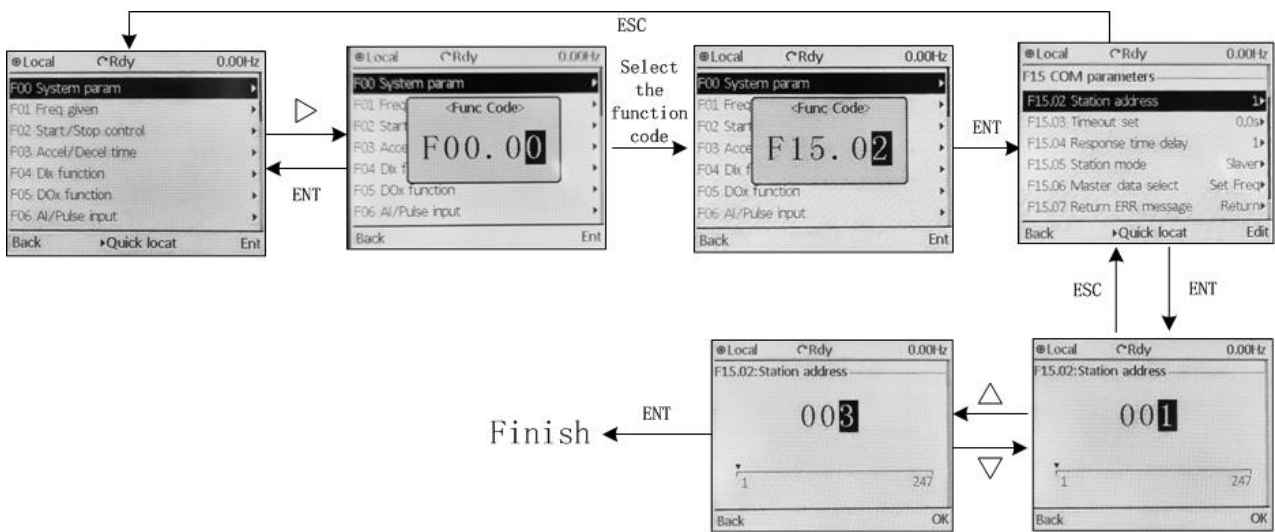 ESC
⊙Local ↷Rdy 0.00Hz
F00 System param
F01 Freq given
F02 Start/Stop control
F03 Accel/Decel time
F04 DIx function
F05 DOx function
F06 AI/Pulse input
Back ▸Quick locat Ent
▷
ENT
⊙Local ↷Rdy 0.00Hz
F00 System param
F01 Freq
F02 Start
F03 Acce
F04 DIx f
F05 DOx function
F06 AI/Pulse input
<Func Code>
F00.00
Back Ent
Select
the
function
code
⊙Local ↷Rdy 0.00Hz
F00 System param
F01 Freq
F02 Start
F03 Acce
F04 DIx f
F05 DOx function
F06 AI/Pulse input
<Func Code>
F15.02
Back Ent
ENT
⊙Local ↷Rdy 0.00Hz
F15 COM parameters
F15.02 Station address 1▸
F15.03 Timeout set 0.0s▸
F15.04 Response time delay 1▸
F15.05 Station mode Slaver▸
F15.06 Master data select Set Freq▸
F15.07 Return ERR message Return▸
Back ▸Quick locat Edit
ESC ENT
⊙Local ↷Rdy 0.00Hz
F15.02:Station address
001
1 247
Back OK
△
▽
⊙Local ↷Rdy 0.00Hz
F15.02:Station address
003
1 247
Back OK
ENT
Finish